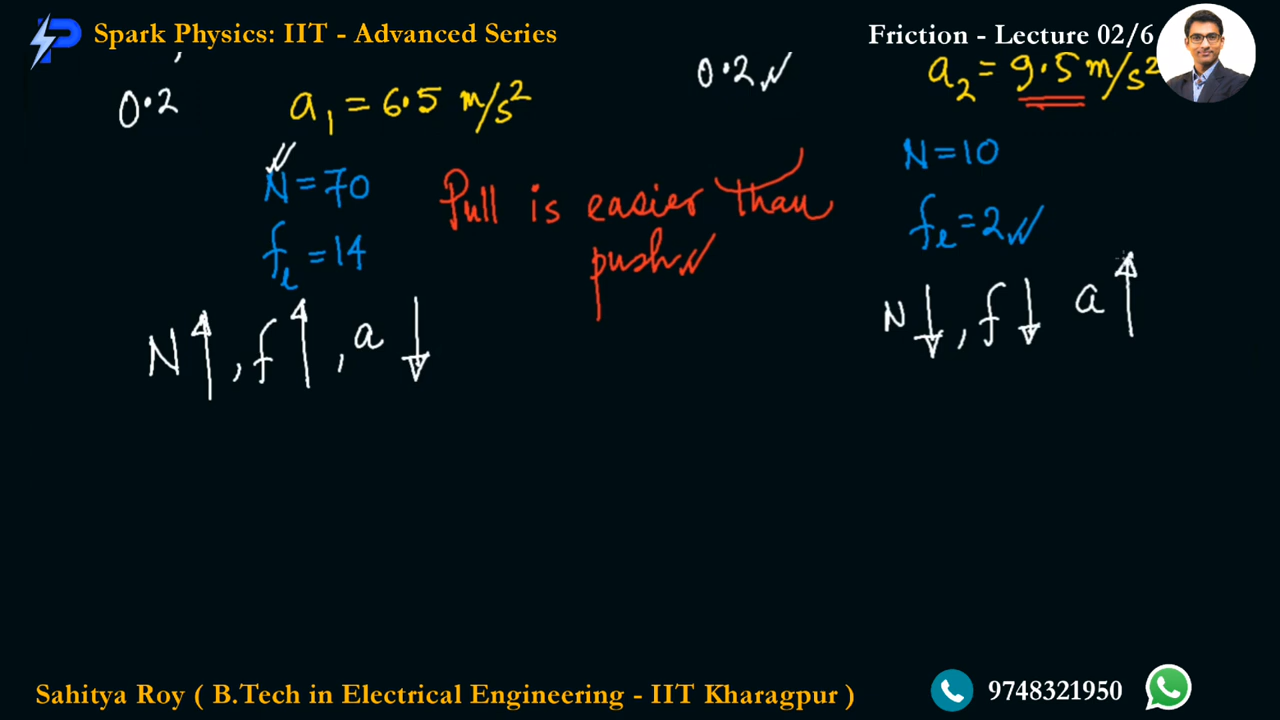 Spark Physics: IIT - Advanced Series
Friction - Lecture 02/6
0.2
a₁ = 6.5 m/s²
0.2
a₂ = 9.5 m/s²
N = 70
fₗ = 14
Pull is easier than
push
N = 10
fₗ = 2
N↑, f↑, a↓
N↓, f↓ a↑
Sahitya Roy ( B.Tech in Electrical Engineering - IIT Kharagpur )
9748321950